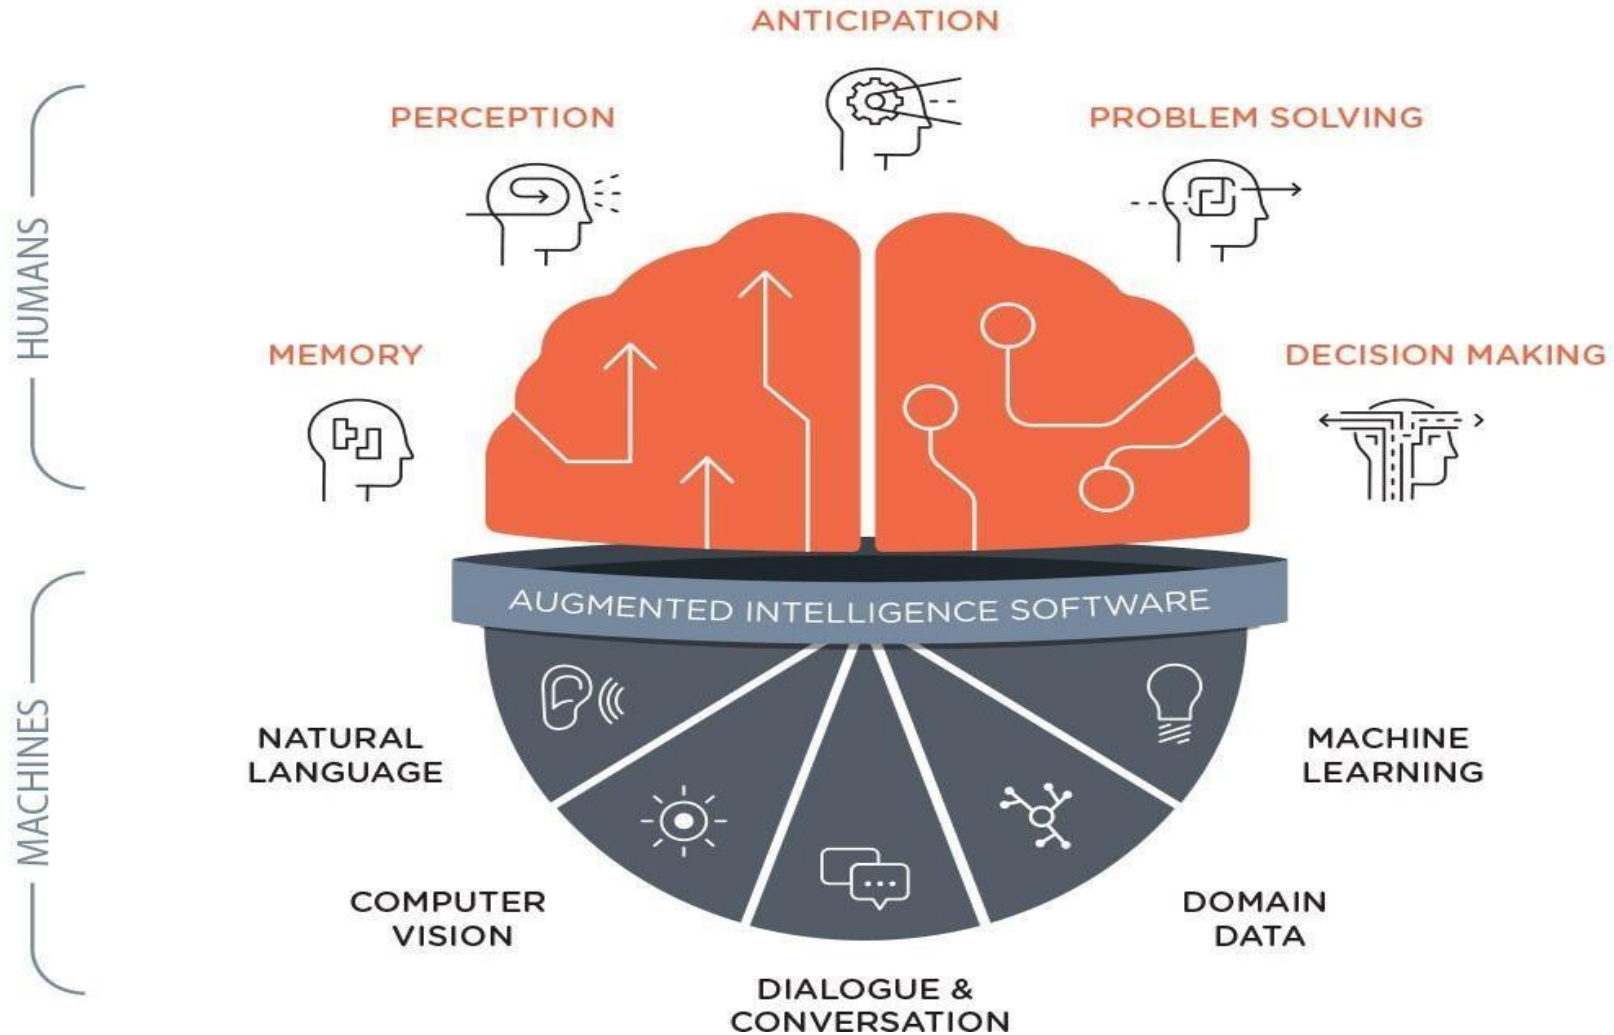 ANTICIPATION
PERCEPTION
PROBLEM SOLVING
HUMANS
MEMORY
DECISION MAKING
AUGMENTED INTELLIGENCE SOFTWARE
MACHINES
NATURAL
LANGUAGE
MACHINE
LEARNING
COMPUTER
VISION
DOMAIN
DATA
DIALOGUE &
CONVERSATION